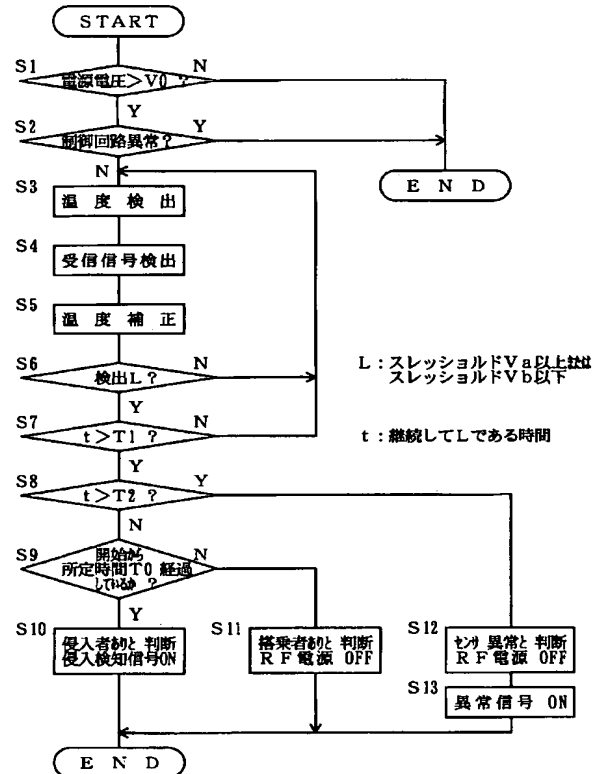 START
S1
電源電圧>V0 ?
N
Y
S2
制御回路異常?
Y
N
END
S3
温度検出
S4
受信信号検出
S5
温度補正
S6
検出L?
N
Y
L:スレッショルドVa以上または
スレッショルドVb以下
S7
t>T1 ?
N
Y
t:継続してLである時間
S8
t>T2 ?
Y
N
S9
開始から
所定時間T0 経過
しているか ?
N
Y
S10
侵入者ありと 判断
侵入検知信号ON
S11
搭乗者ありと 判断
RF電源 OFF
S12
センサ 異常と 判断
RF電源 OFF
S13
異常信号 ON
END